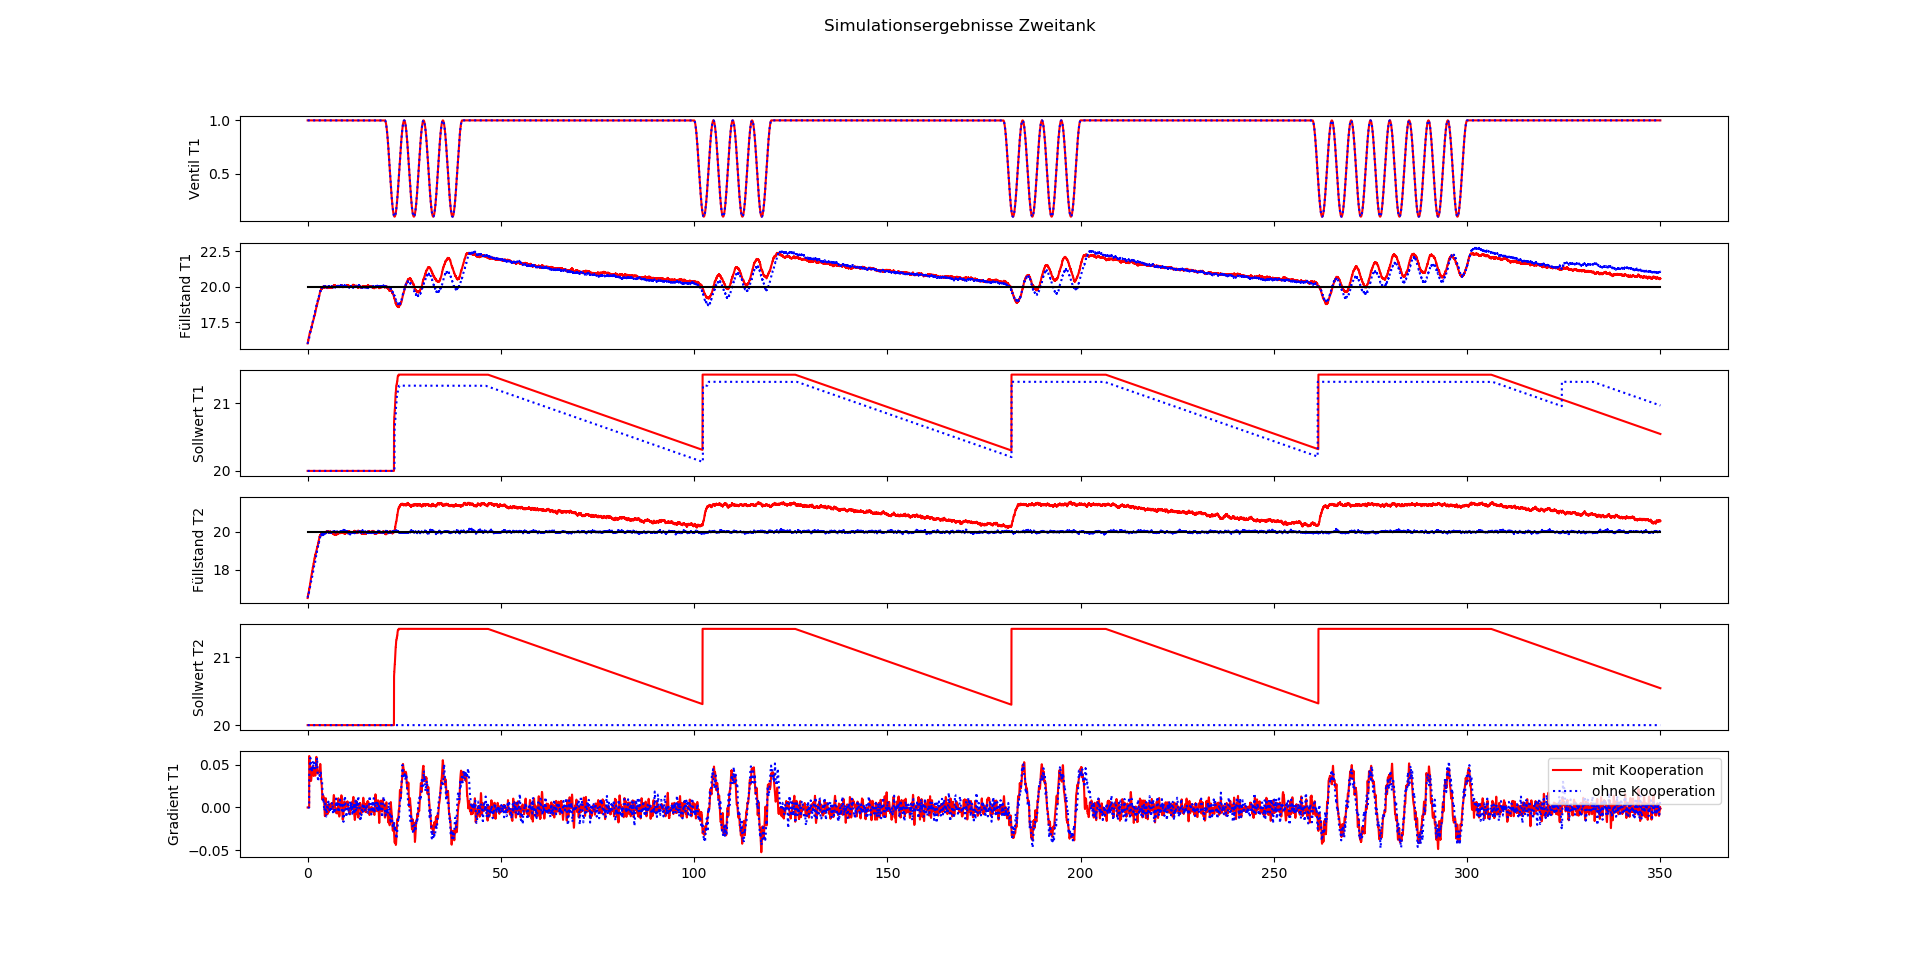 Simulationsergebnisse Zweitank
Ventil T1
1.0
0.5
Füllstand T1
22.5
20.0
17.5
Sollwert T1
21
20
Füllstand T2
20
18
Sollwert T2
21
20
Gradient T1
0.05
0.00
−0.05
mit Kooperation
ohne Kooperation
0 50 100 150 200 250 300 350